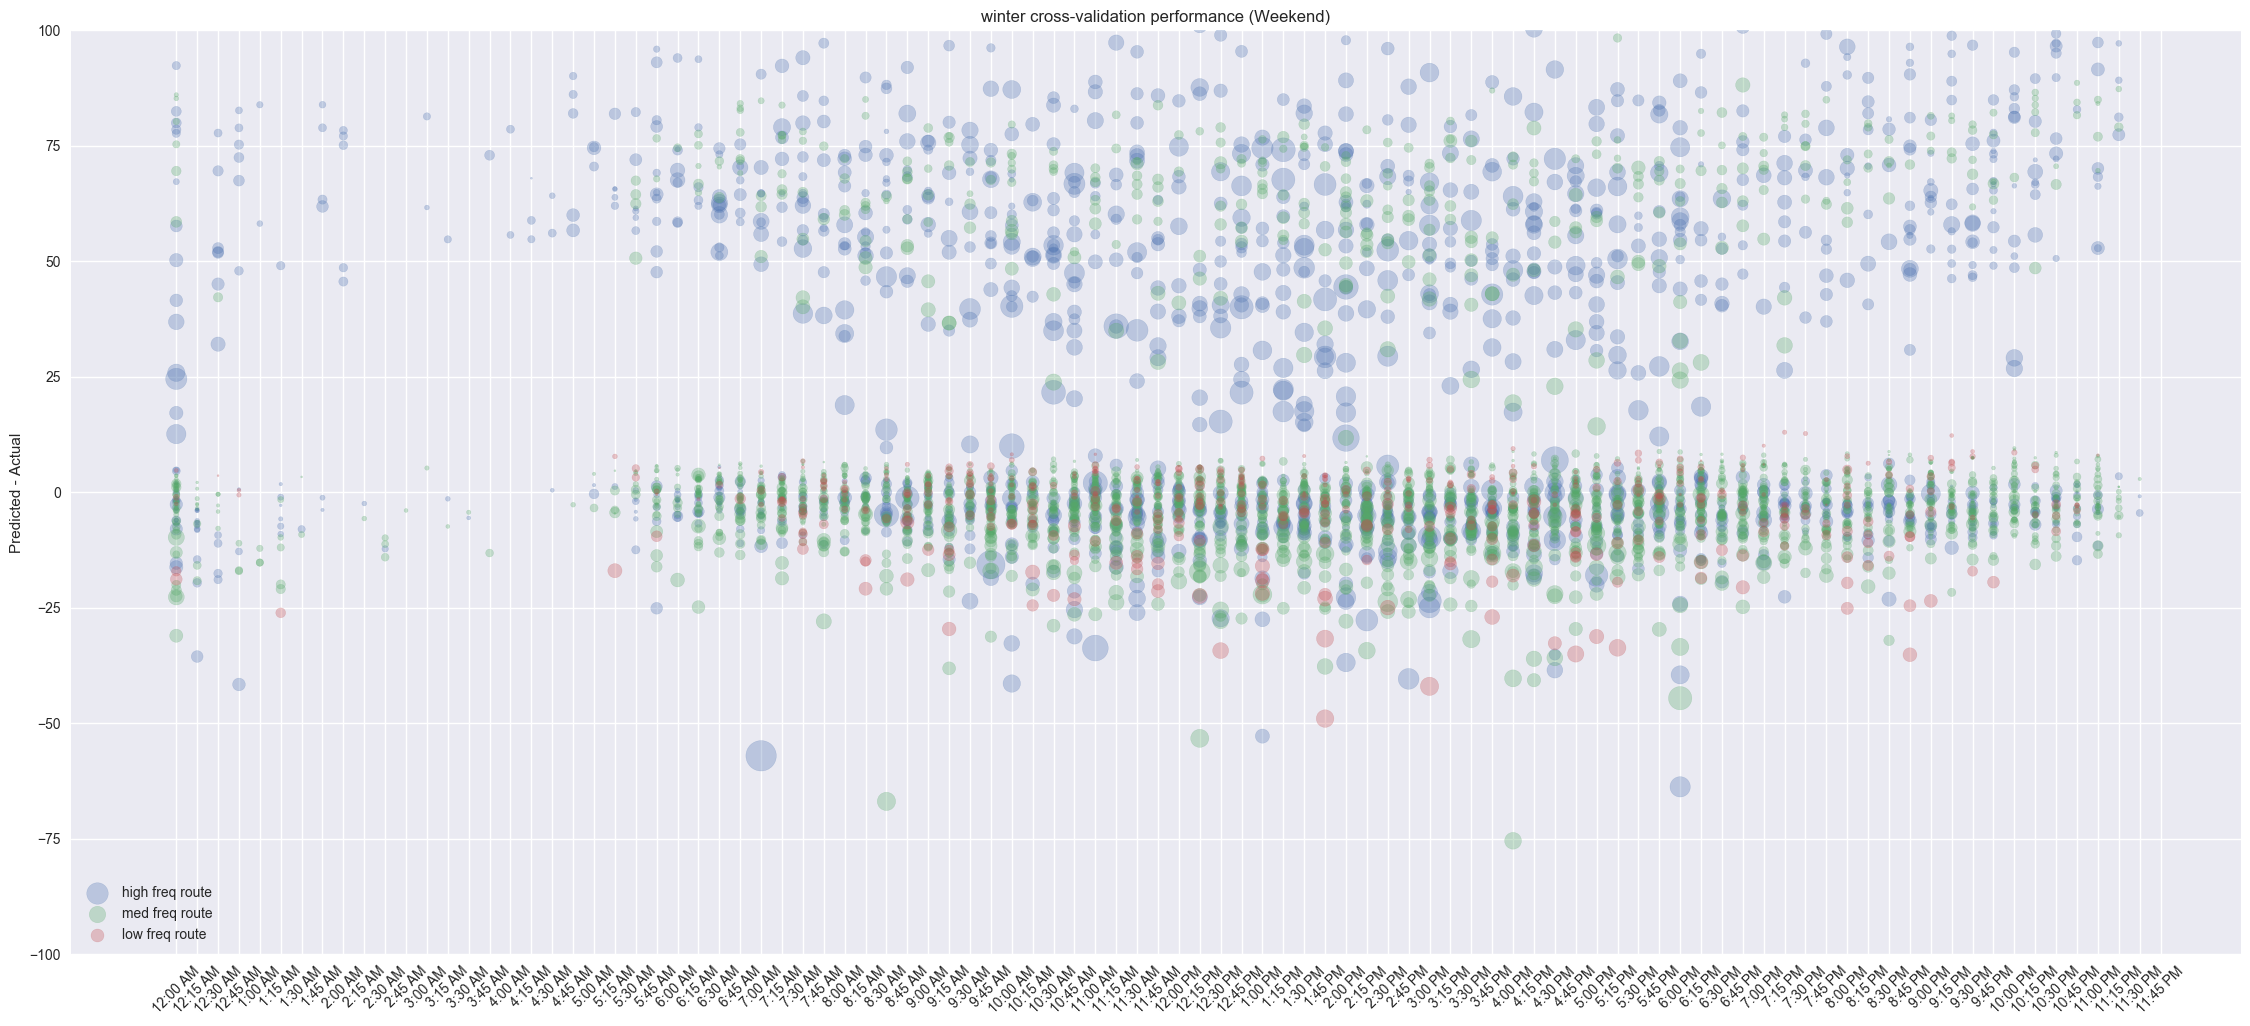 winter cross-validation performance (Weekend)
100
75
50
25
0
−25
−50
−75
−100
Predicted - Actual
high freq route
med freq route
low freq route
12:00 AM
12:15 AM
12:30 AM
12:45 AM
1:00 AM
1:15 AM
1:30 AM
1:45 AM
2:00 AM
2:15 AM
2:30 AM
2:45 AM
3:00 AM
3:15 AM
3:30 AM
3:45 AM
4:00 AM
4:15 AM
4:30 AM
4:45 AM
5:00 AM
5:15 AM
5:30 AM
5:45 AM
6:00 AM
6:15 AM
6:30 AM
6:45 AM
7:00 AM
7:15 AM
7:30 AM
7:45 AM
8:00 AM
8:15 AM
8:30 AM
8:45 AM
9:00 AM
9:15 AM
9:30 AM
9:45 AM
10:00 AM
10:15 AM
10:30 AM
10:45 AM
11:00 AM
11:15 AM
11:30 AM
11:45 AM
12:00 PM
12:15 PM
12:30 PM
12:45 PM
1:00 PM
1:15 PM
1:30 PM
1:45 PM
2:00 PM
2:15 PM
2:30 PM
2:45 PM
3:00 PM
3:15 PM
3:30 PM
3:45 PM
4:00 PM
4:15 PM
4:30 PM
4:45 PM
5:00 PM
5:15 PM
5:30 PM
5:45 PM
6:00 PM
6:15 PM
6:30 PM
6:45 PM
7:00 PM
7:15 PM
7:30 PM
7:45 PM
8:00 PM
8:15 PM
8:30 PM
8:45 PM
9:00 PM
9:15 PM
9:30 PM
9:45 PM
10:00 PM
10:15 PM
10:30 PM
10:45 PM
11:00 PM
11:15 PM
11:30 PM
11:45 PM